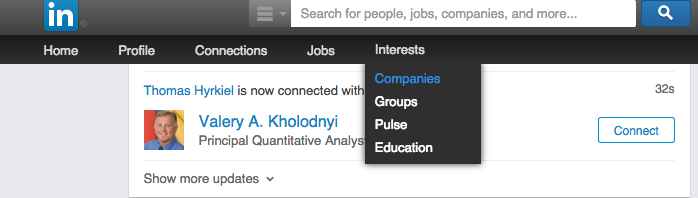 in
Search for people, jobs, companies, and more...
Home Profile Connections Jobs Interests
Companies
Groups
Pulse
Education
Thomas Hyrkiel is now connected with 32s
Valery A. Kholodnyi
Principal Quantitative Analys
Connect
Show more updates